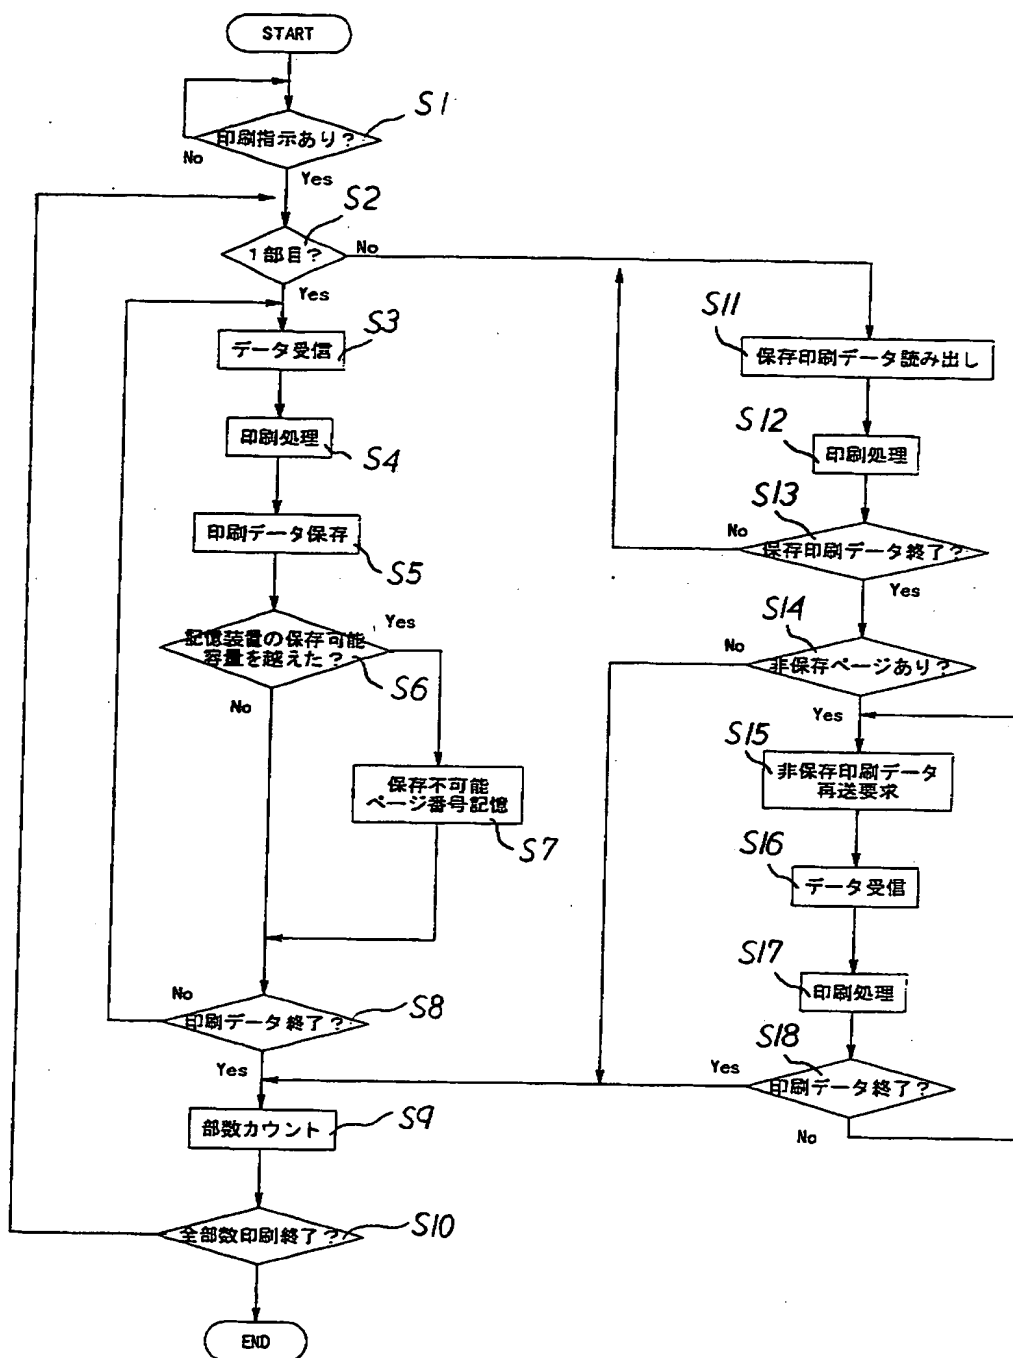 START
S1
印刷指示あり?
No
Yes
S2
1部目?
No
Yes
S3
データ受信
印刷処理
S4
印刷データ保存
S5
記憶装置の保存可能
容量を越えた?
Yes
S6
No
保存不可能
ページ番号記憶
S7
No
印刷データ終了?
S8
Yes
部数カウント
S9
全部数印刷終了?
S10
END
S11
保存印刷データ読み出し
S12
印刷処理
S13
No
保存印刷データ終了?
Yes
S14
No
非保存ページあり?
Yes
S15
非保存印刷データ
再送要求
S16
データ受信
S17
印刷処理
S18
Yes
印刷データ終了?
No